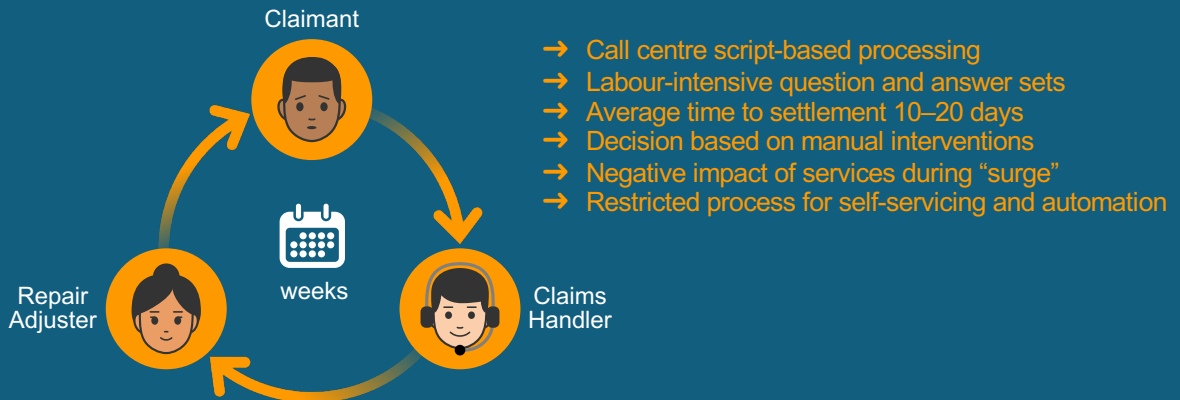 Claimant
→ Call centre script-based processing
→ Labour-intensive question and answer sets
→ Average time to settlement 10–20 days
→ Decision based on manual interventions
→ Negative impact of services during “surge”
→ Restricted process for self-servicing and automation
weeks
Repair
Adjuster
Claims
Handler